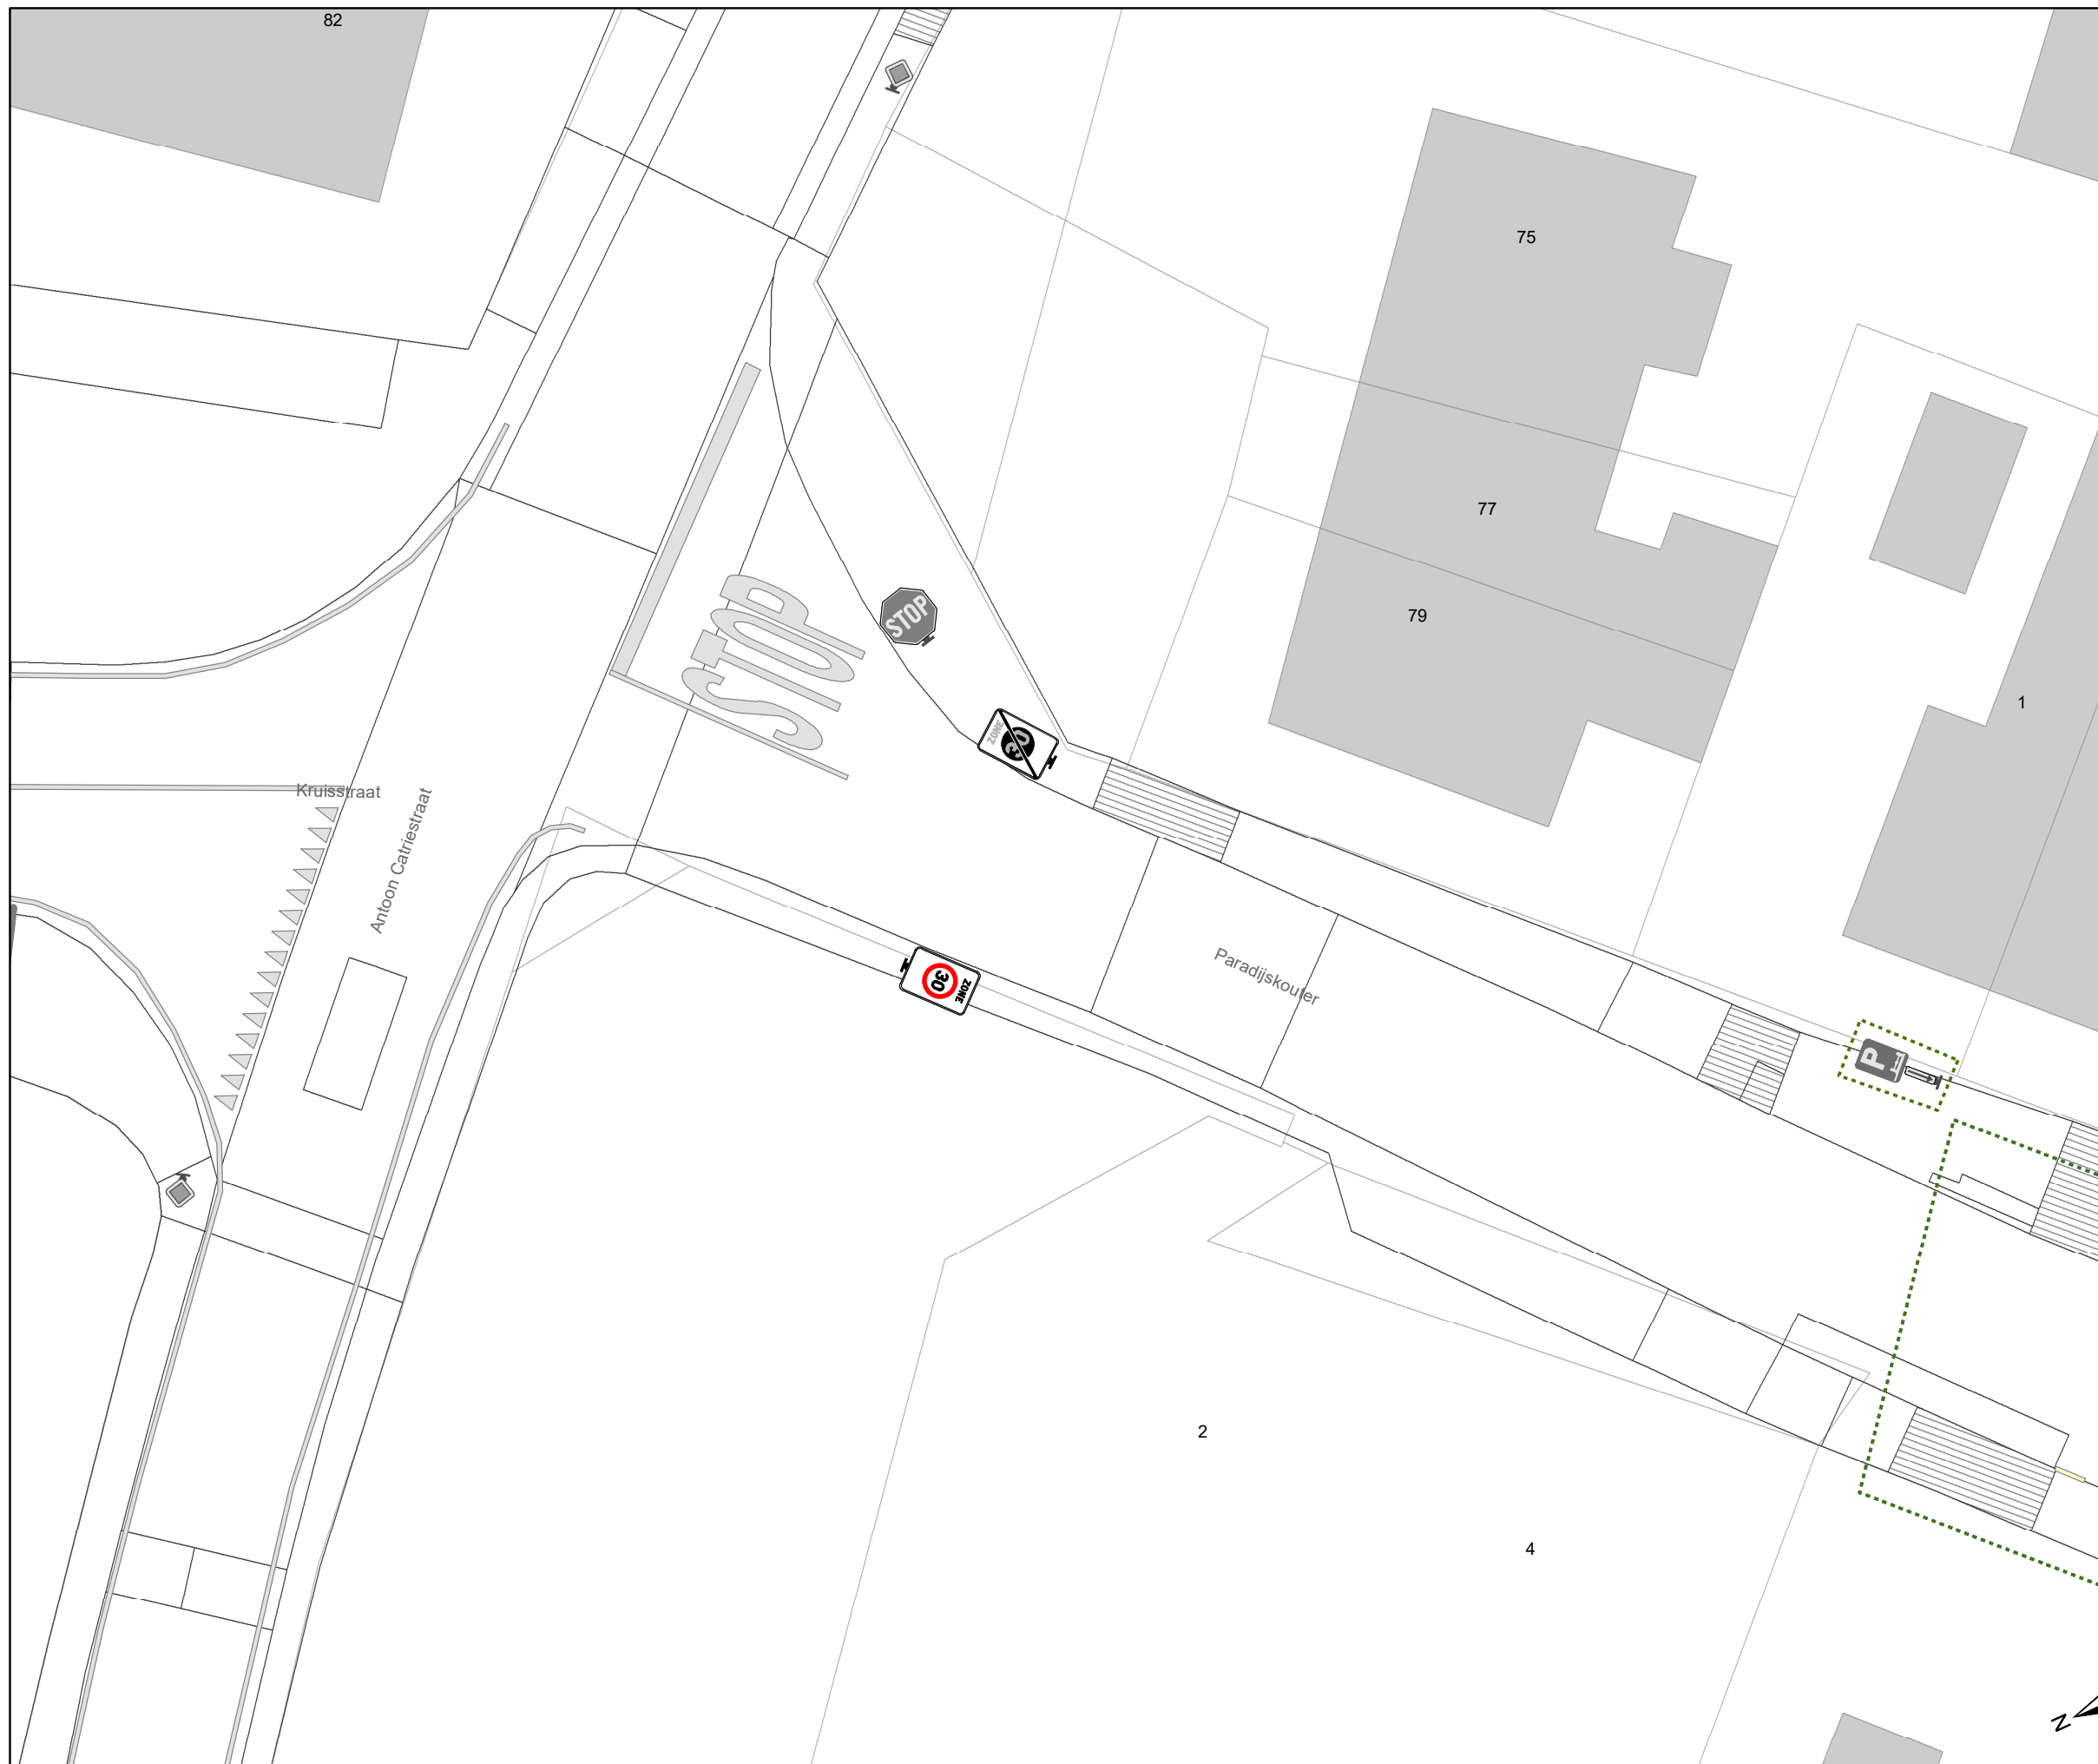 82
75
77
79
1
STOP
STOP
ZONE
30
Kruisstraat
Antoon Catriestraat
ZONE
30
Paradijskouter
P
2
4
N